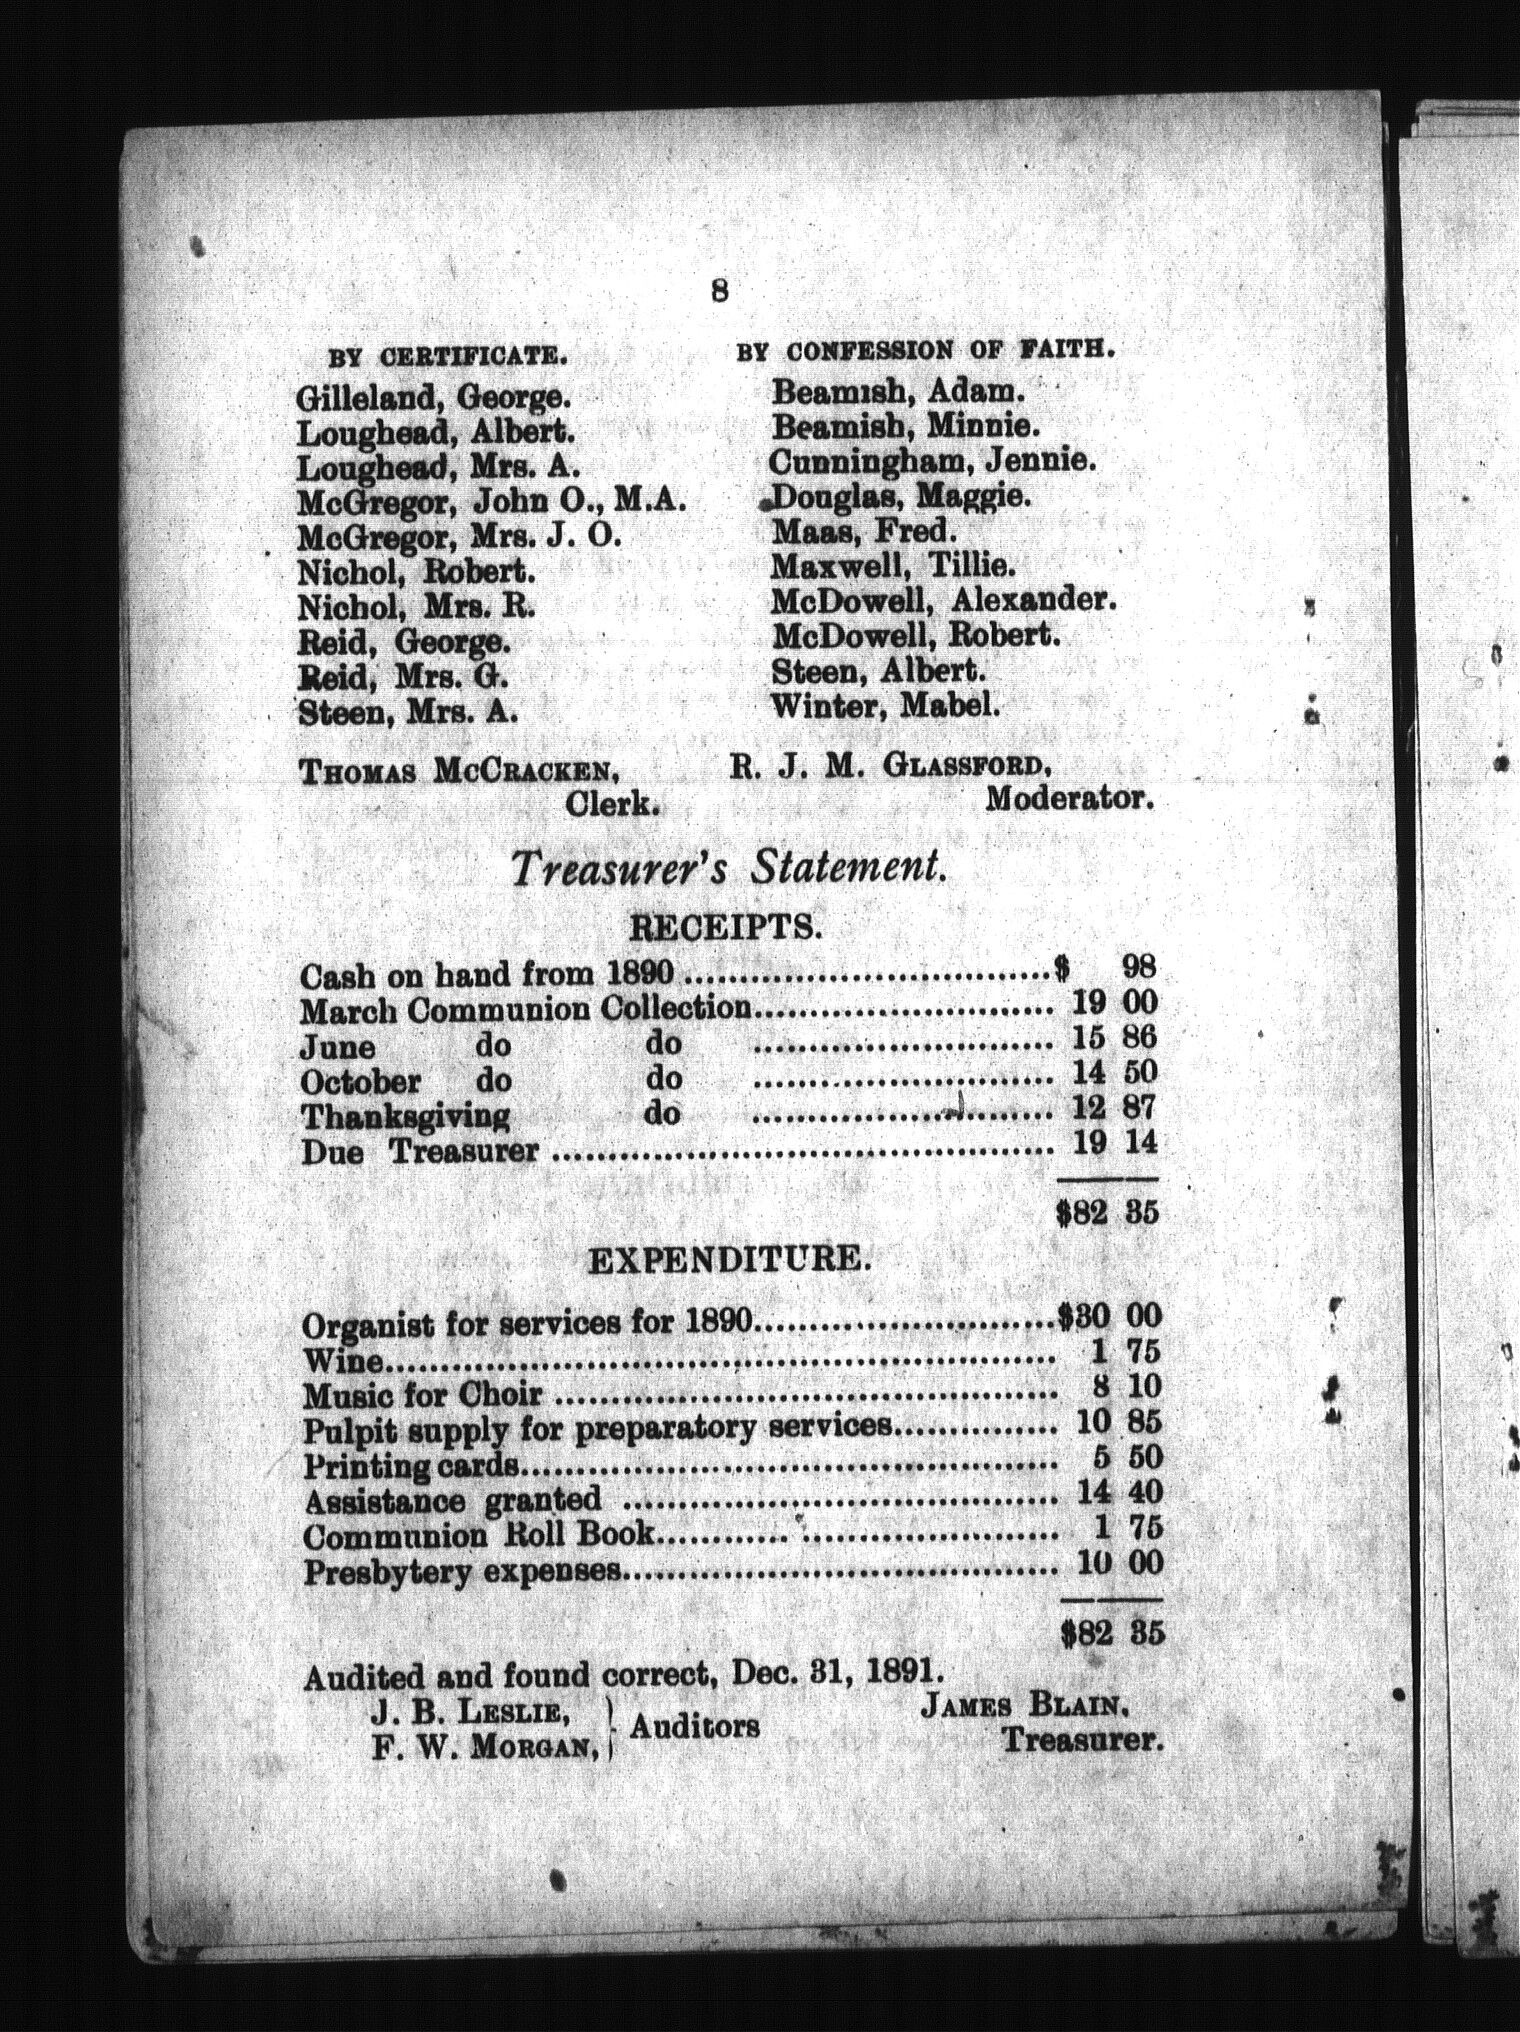 8
BY CERTIFICATE.
Gilleland, George.
Loughead, Albert.
Loughead, Mrs. A.
McGregor, John O., M.A.
McGregor, Mrs. J. O.
Nichol, Robert.
Nichol, Mrs. R.
Reid, George.
Reid, Mrs. G.
Steen, Mrs. A.
THOMAS MCCRACKEN,
Clerk.
BY CONFESSION OF FAITH.
Beamish, Adam.
Beamish, Minnie.
Cunningham, Jennie.
Douglas, Maggie.
Maas, Fred.
Maxwell, Tillie.
McDowell, Alexander.
McDowell, Robert.
Steen, Albert.
Winter, Mabel.
R. J. M. GLASSFORD,
Moderator.
Treasurer's Statement.
RECEIPTS.
Cash on hand from 1890 ................................. $ 98
March Communion Collection........................... 19 00
June do do ........................... 15 86
October do do ........................... 14 50
Thanksgiving do ........................... 12 87
Due Treasurer ............................................. 19 14
$82 35
EXPENDITURE.
Organist for services for 1890...........................$30 00
Wine............................................................ 1 75
Music for Choir ............................................. 8 10
Pulpit supply for preparatory services............... 10 85
Printing cards................................................ 5 50
Assistance granted ....................................... 14 40
Communion Roll Book.................................... 1 75
Presbytery expenses....................................... 10 00
$82 35
Audited and found correct, Dec. 31, 1891.
J. B. LESLIE,
F. W. MORGAN,
} Auditors
JAMES BLAIN,
Treasurer.